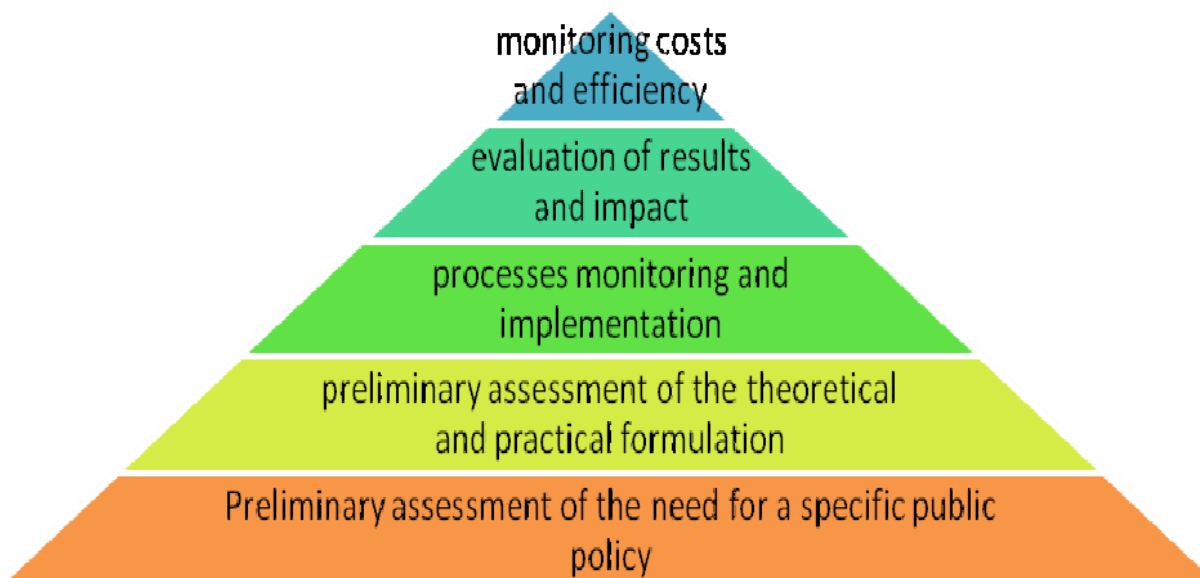 monitoring costs
and efficiency
evaluation of results
and impact
processes monitoring and
implementation
preliminary assessment of the theoretical
and practical formulation
Preliminary assessment of the need for a specific public
policy